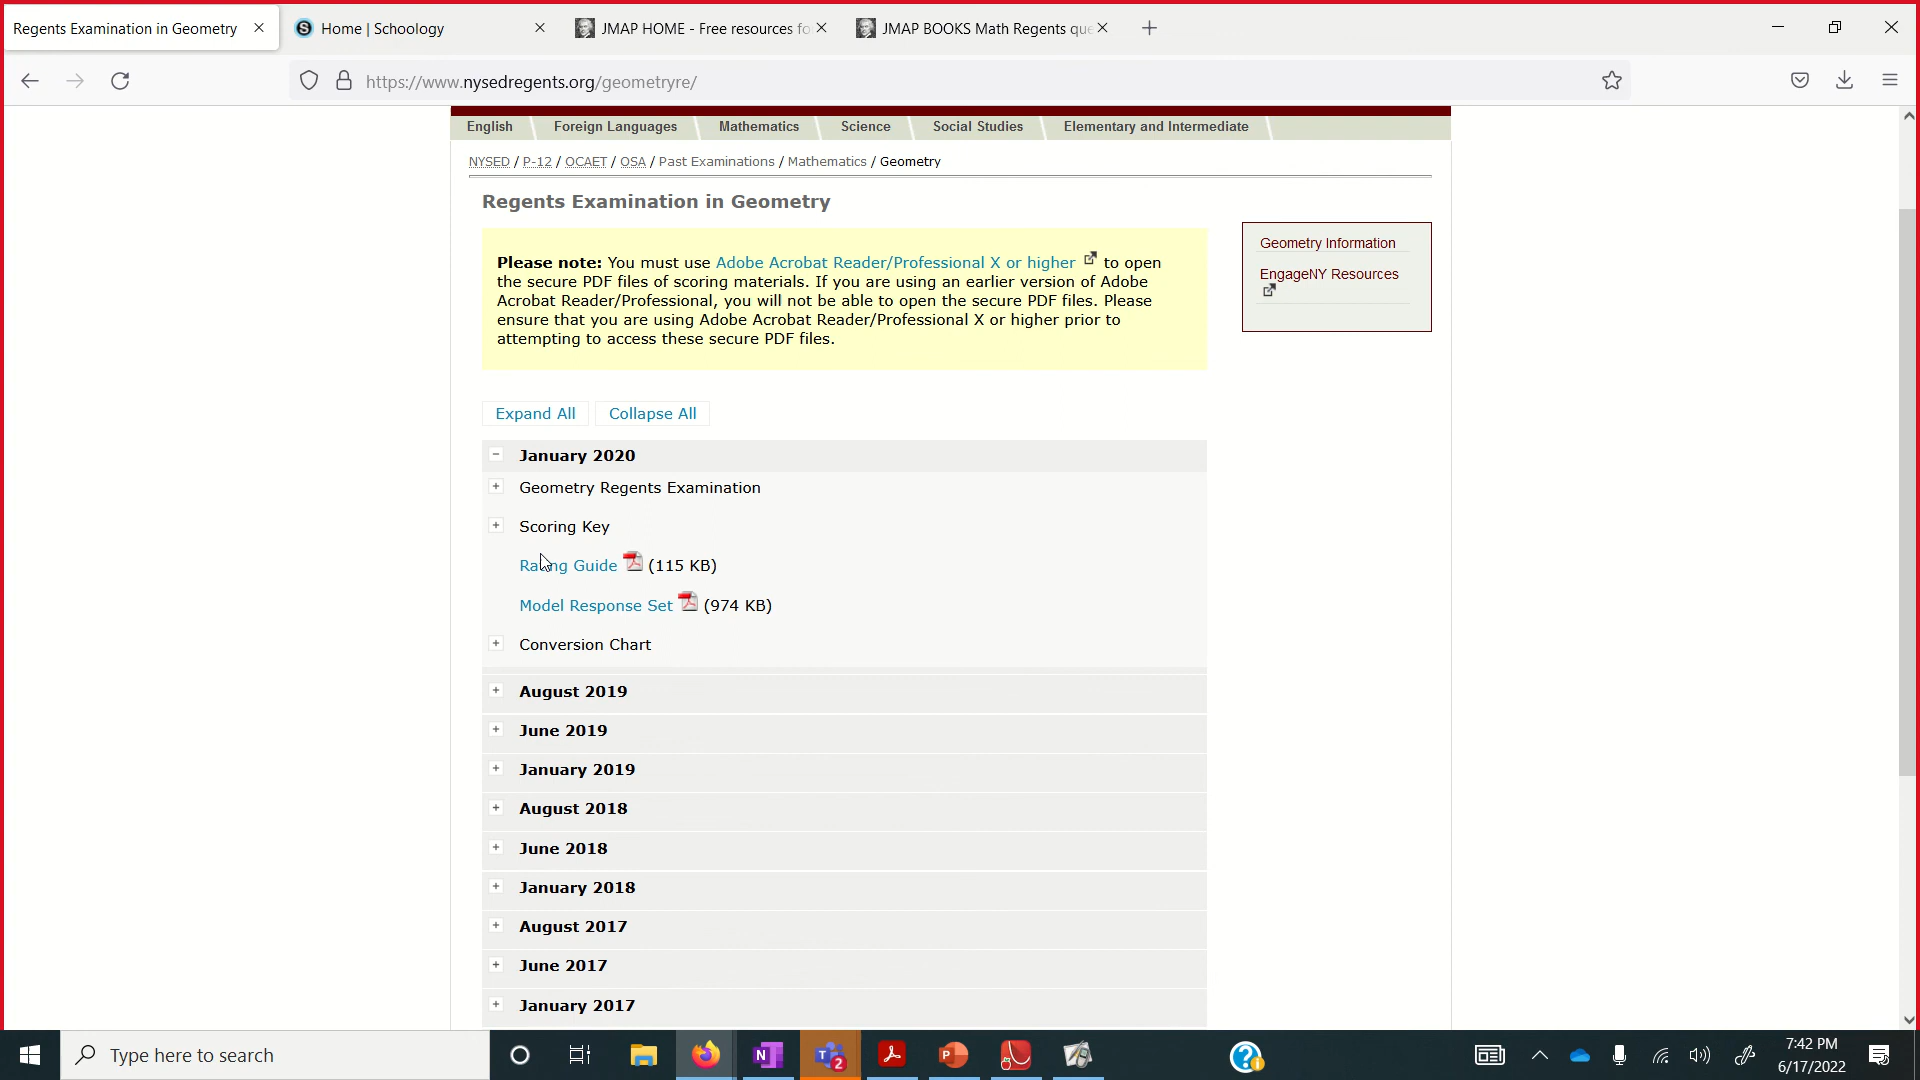 Regents Examination in Geometry
Home | Schoology
JMAP HOME - Free resources fo
JMAP BOOKS Math Regents que
https://www.nysedregents.org/geometryre/
English
Foreign Languages
Mathematics
Science
Social Studies
Elementary and Intermediate
NYSED / P-12 / OCAET / OSA / Past Examinations / Mathematics / Geometry
Regents Examination in Geometry
Please note: You must use Adobe Acrobat Reader/Professional X or higher to open
the secure PDF files of scoring materials. If you are using an earlier version of Adobe
Acrobat Reader/Professional, you will not be able to open the secure PDF files. Please
ensure that you are using Adobe Acrobat Reader/Professional X or higher prior to
attempting to access these secure PDF files.
Geometry Information
EngageNY Resources
Expand All
Collapse All
January 2020
Geometry Regents Examination
Scoring Key
Rating Guide (115 KB)
Model Response Set (974 KB)
Conversion Chart
August 2019
June 2019
January 2019
August 2018
June 2018
January 2018
August 2017
June 2017
January 2017
Type here to search
7:42 PM
6/17/2022